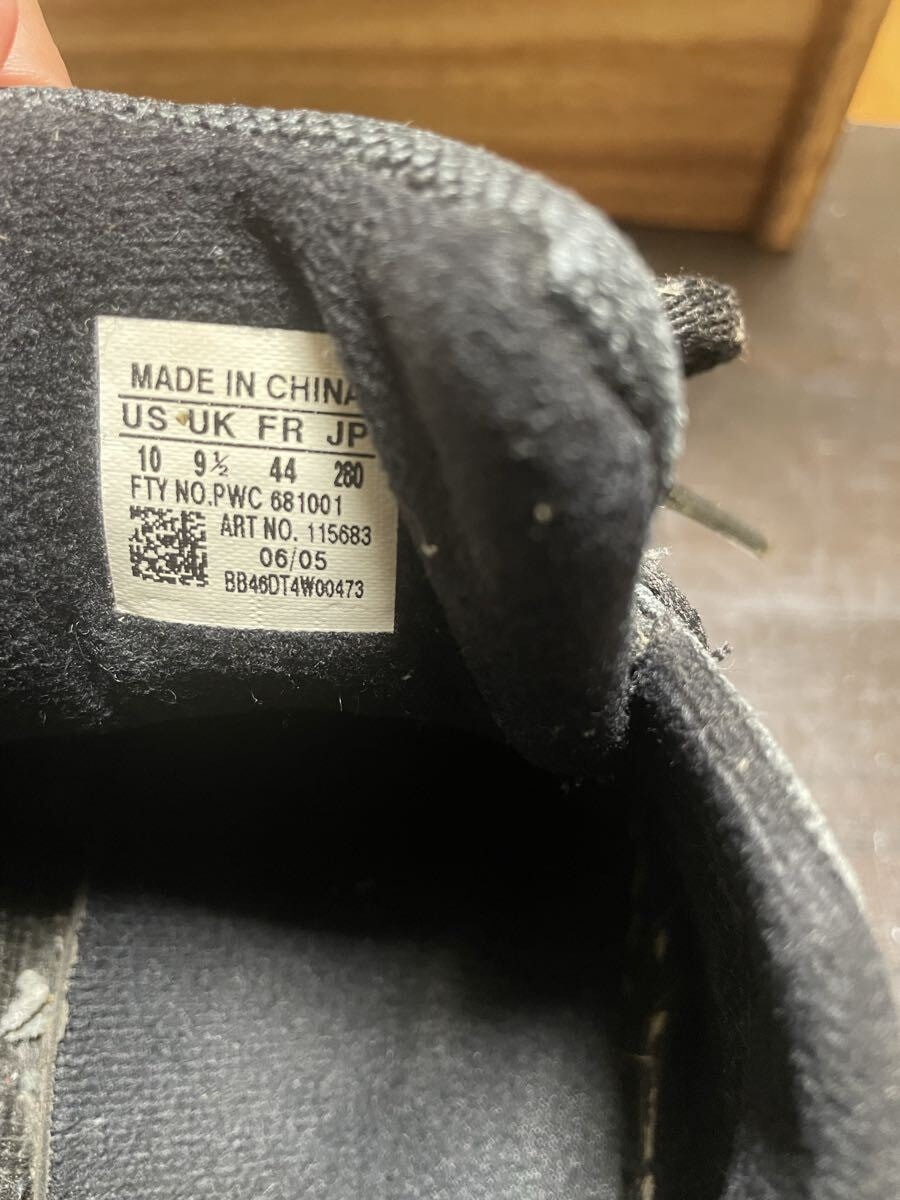 MADE IN CHINA
US UK FR JP
10 9½ 44 280
FTY NO.PWC 681001
ART NO. 115683
06/05
BB46DT4W00473